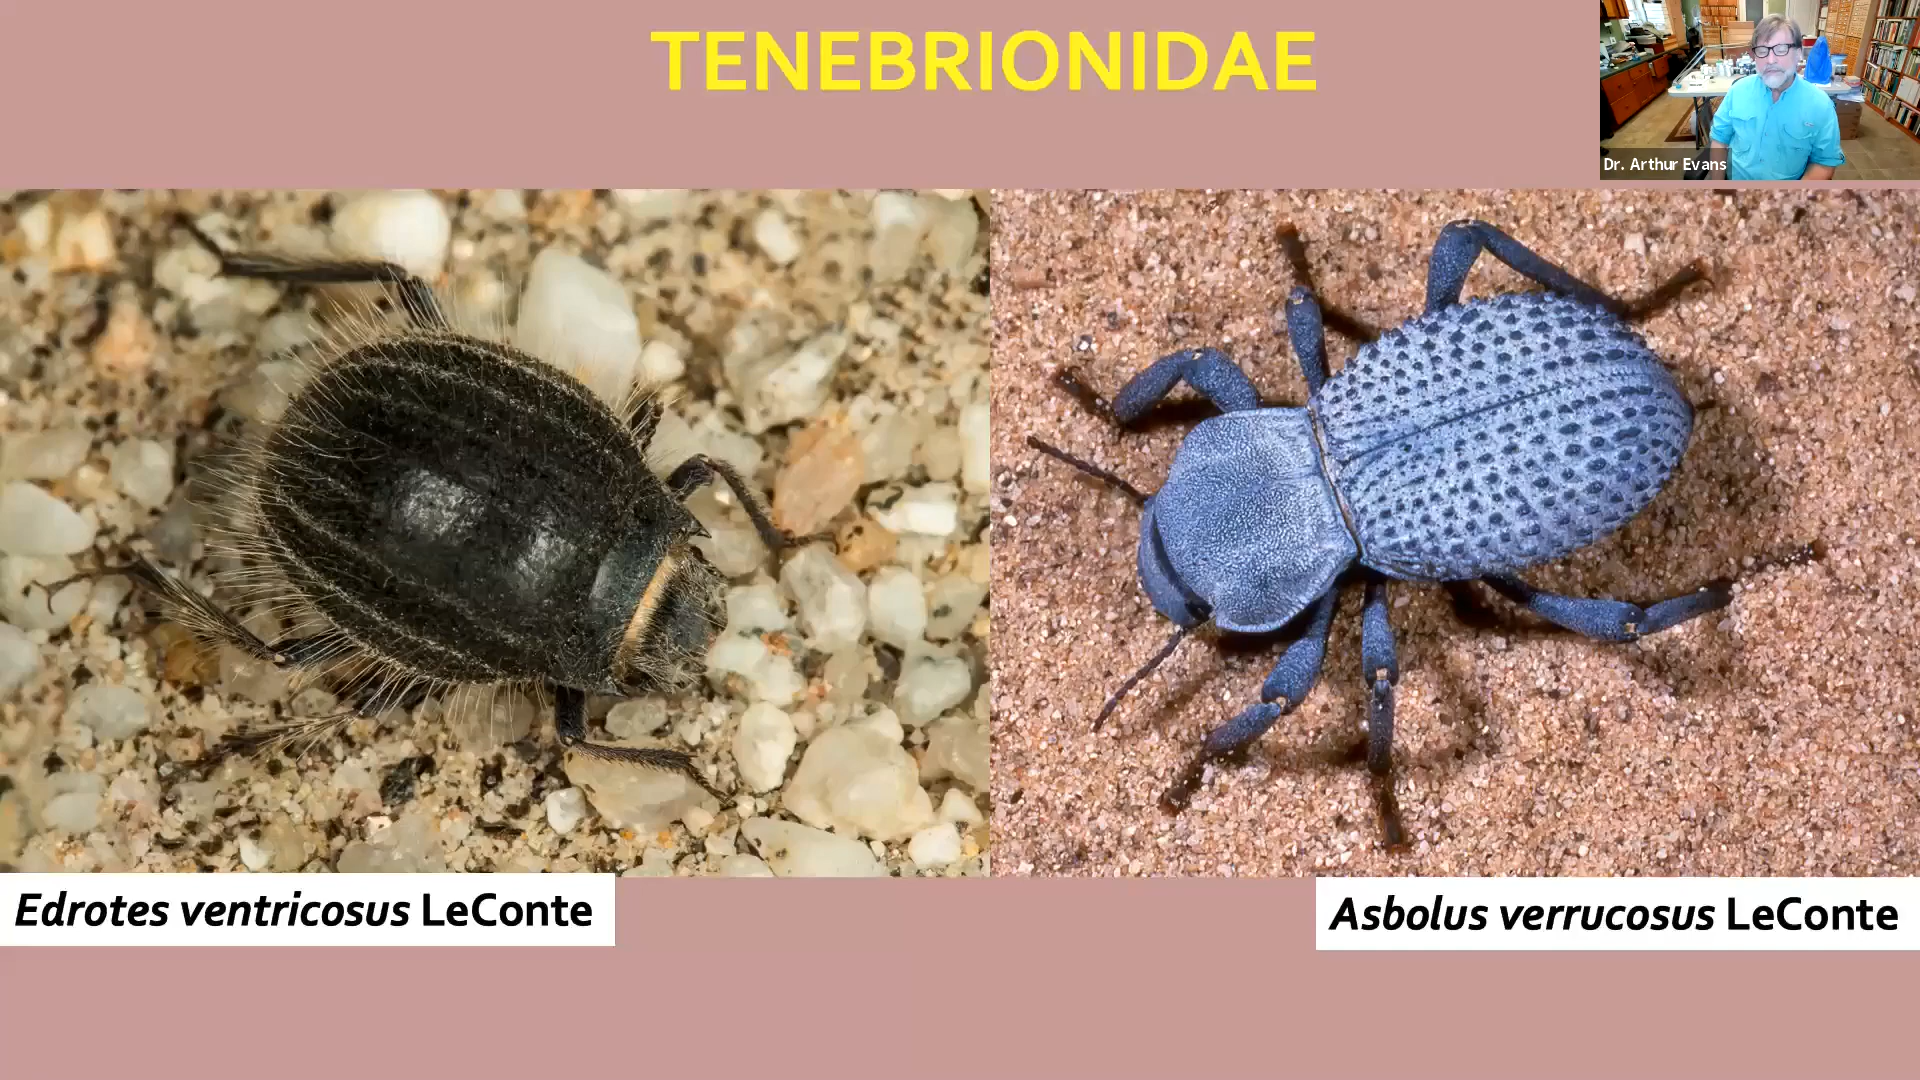 TENEBRIONIDAE
Dr. Arthur Evans
Edrotes ventricosus LeConte
Asbolus verrucosus LeConte